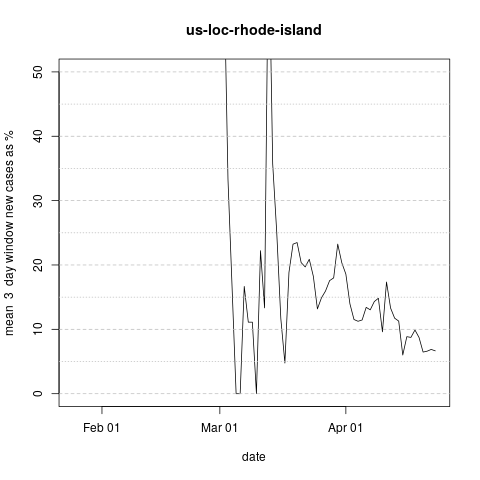 us-loc-rhode-island
mean 3 day window new cases as %
50
40
30
20
10
0
Feb 01
Mar 01
Apr 01
date